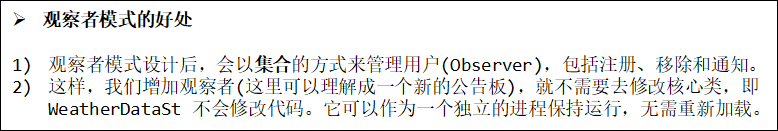 ➢ 观察者模式的好处
1) 观察者模式设计后，会以集合的方式来管理用户(Observer)，包括注册、移除和通知。
2) 这样，我们增加观察者(这里可以理解成一个新的公告板)，就不需要去修改核心类，即
WeatherDataSt 不会修改代码。它可以作为一个独立的进程保持运行，无需重新加载。